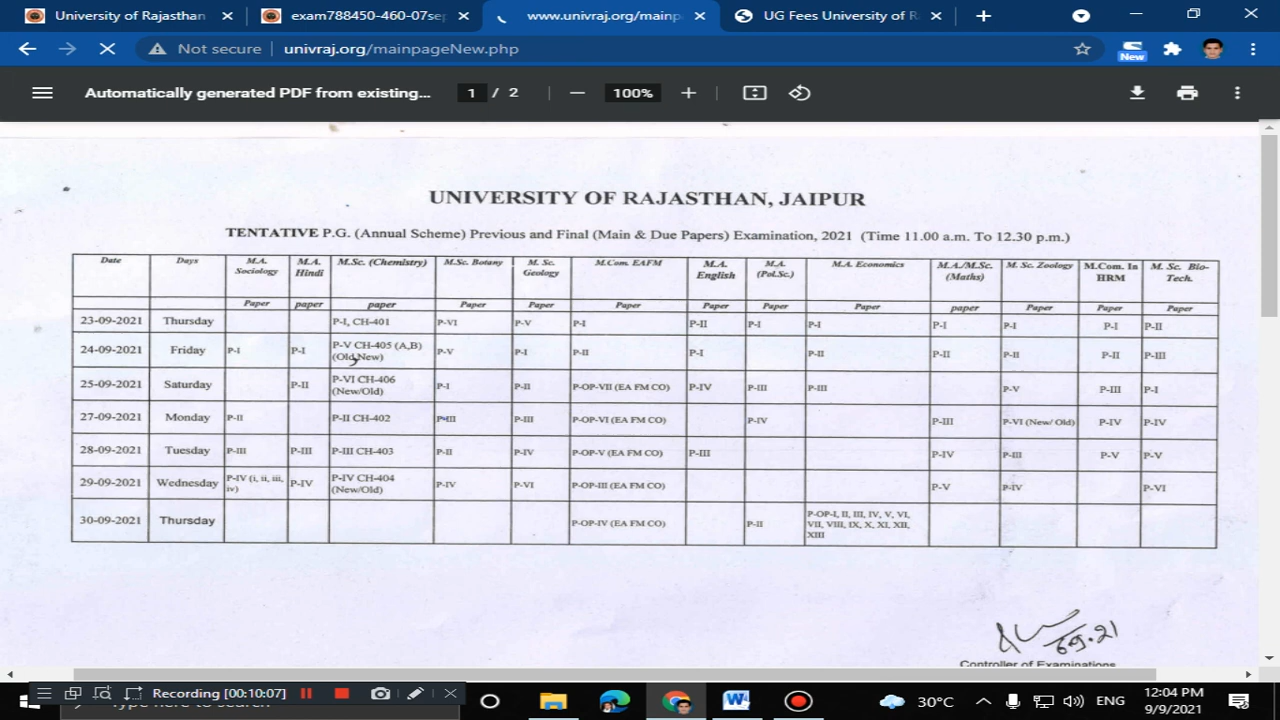 University of Rajasthan
exam788450-460-07sep
www.univraj.org/mainp
UG Fees University of R
Not secure univraj.org/mainpageNew.php
New
Automatically generated PDF from existing... 1 / 2 100%
UNIVERSITY OF RAJASTHAN, JAIPUR
TENTATIVE P.G. (Annual Scheme) Previous and Final (Main & Due Papers) Examination, 2021 (Time 11.00 a.m. To 12.30 p.m.)
Date Days M.A. Sociology M.A. Hindi M.Sc. (Chemistry) M.Sc. Botany M. Sc. Geology M.Com. EAFM M.A. English M.A. (Pol.Sc.) M.A. Economics M.A./M.Sc. (Maths) M. Sc. Zoology M.Com. In HRM M. Sc. Bio-Tech.
Paper paper paper Paper Paper Paper Paper Paper Paper paper Paper Paper Paper
23-09-2021 Thursday P-I, CH-401 P-VI P-V P-I P-II P-I P-I P-I P-I P-I P-II
24-09-2021 Friday P-I P-I P-V CH-405 (A,B) (Old,New) P-V P-I P-II P-I P-II P-II P-II P-II P-III
25-09-2021 Saturday P-II P-VI CH-406 (New/Old) P-I P-II P-OP-VII (EA FM CO) P-IV P-III P-III P-V P-III P-I
27-09-2021 Monday P-II P-II CH-402 P-III P-III P-OP-VI (EA FM CO) P-IV P-III P-VI (New/ Old) P-IV P-IV
28-09-2021 Tuesday P-III P-III P-III CH-403 P-II P-IV P-OP-V (EA FM CO) P-III P-IV P-III P-V P-V
29-09-2021 Wednesday P-IV (i, ii, iii, iv) P-IV P-IV CH-404 (New/Old) P-IV P-VI P-OP-III (EA FM CO) P-V P-IV P-VI
30-09-2021 Thursday P-OP-IV (EA FM CO) P-II P-OP-I, II, III, IV, V, VI, VII, VIII, IX, X, XI, XII, XIII
Controller of Examinations
Recording [00:10:07]
Type here to search
30°C ENG 12:04 PM
9/9/2021